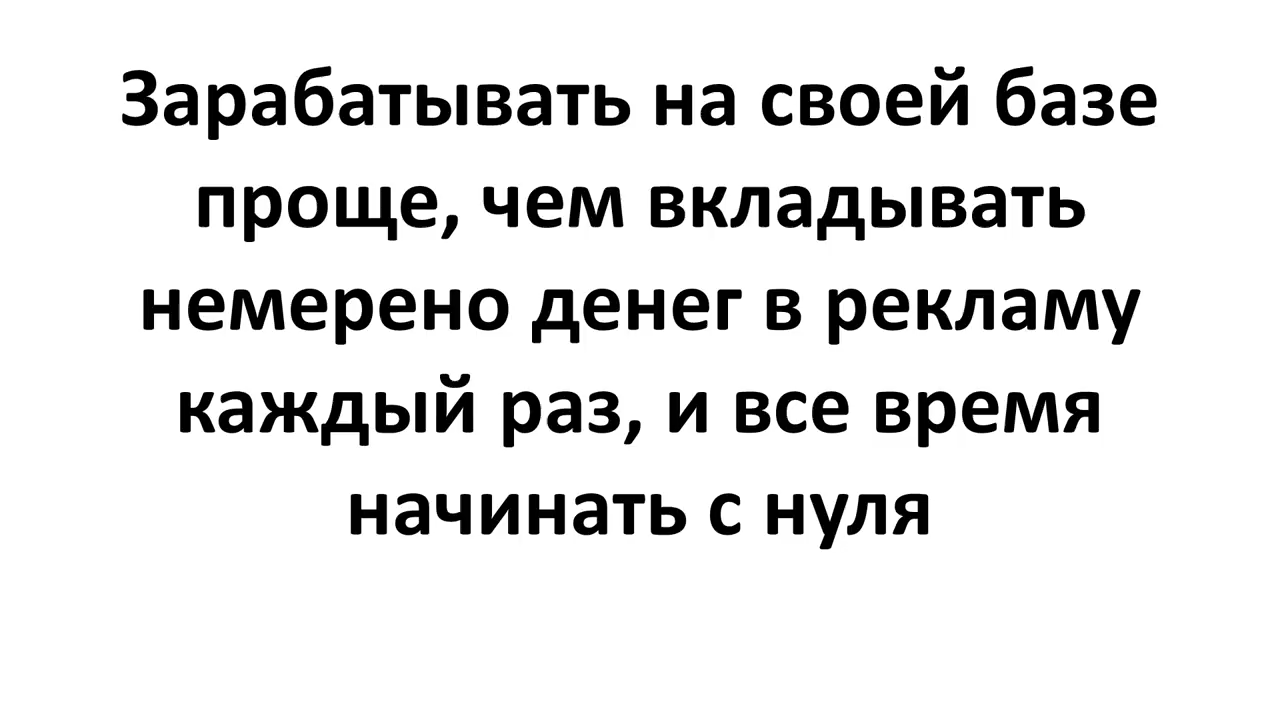 Зарабатывать на своей базе
проще, чем вкладывать
немерено денег в рекламу
каждый раз, и все время
начинать с нуля